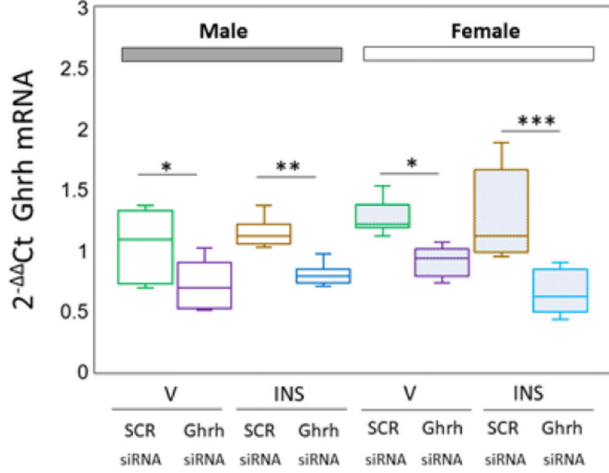 2^-ΔΔCt Ghrh mRNA
3
2.5
2
1.5
1
0.5
0
Male
Female
*
**
*
***
V
INS
V
INS
SCR siRNA
Ghrh siRNA
SCR siRNA
Ghrh siRNA
SCR siRNA
Ghrh siRNA
SCR siRNA
Ghrh siRNA